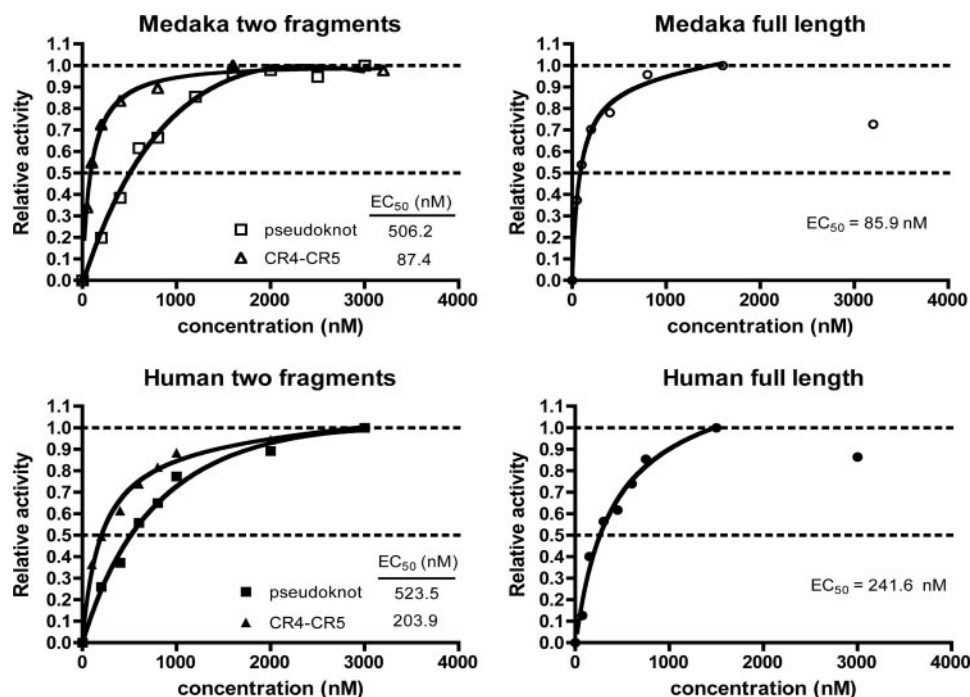 Medaka two fragments
Relative activity
1.1
1.0
0.9
0.8
0.7
0.6
0.5
0.4
0.3
0.2
0.1
0.0
EC50 (nM)
pseudoknot 506.2
CR4-CR5 87.4
0 1000 2000 3000 4000
concentration (nM)
Medaka full length
Relative activity
1.1
1.0
0.9
0.8
0.7
0.6
0.5
0.4
0.3
0.2
0.1
0.0
EC50 = 85.9 nM
0 1000 2000 3000 4000
concentration (nM)
Human two fragments
Relative activity
1.1
1.0
0.9
0.8
0.7
0.6
0.5
0.4
0.3
0.2
0.1
0.0
EC50 (nM)
pseudoknot 523.5
CR4-CR5 203.9
0 1000 2000 3000 4000
concentration (nM)
Human full length
Relative activity
1.1
1.0
0.9
0.8
0.7
0.6
0.5
0.4
0.3
0.2
0.1
0.0
EC50 = 241.6 nM
0 1000 2000 3000 4000
concentration (nM)